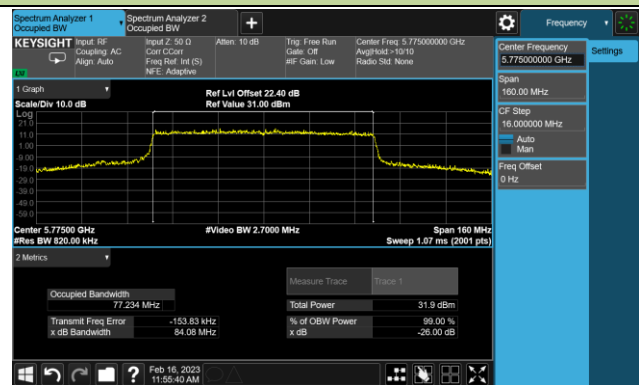 Spectrum Analyzer 1
Occupied BW
Spectrum Analyzer 2
Occupied BW
Frequency
KEYSIGHT
Input: RF
Coupling: AC
Align: Auto
Input Z: 50 Ω
Corr CCorr
Freq Ref: Int (S)
NFE: Adaptive
Atten: 10 dB
Trig: Free Run
Gate: Off
#IF Gain: Low
Center Freq: 5.775000000 GHz
Avg|Hold:>10/10
Radio Std: None
Center Frequency
5.775000000 GHz
Settings
Span
160.00 MHz
CF Step
16.000000 MHz
Auto
Man
Freq Offset
0 Hz
1 Graph
Scale/Div 10.0 dB
Ref Lvl Offset 22.40 dB
Ref Value 31.00 dBm
Log
21.0
11.0
1.00
-9.00
-19.0
-29.0
-39.0
-49.0
-59.0
Center 5.77500 GHz
#Res BW 820.00 kHz
#Video BW 2.7000 MHz
Span 160 MHz
Sweep 1.07 ms (2001 pts)
2 Metrics
Measure Trace
Trace 1
Occupied Bandwidth
77.234 MHz
Total Power
31.9 dBm
Transmit Freq Error
-153.83 kHz
% of OBW Power
99.00 %
x dB Bandwidth
84.08 MHz
x dB
-26.00 dB
?
Feb 16, 2023
11:55:40 AM